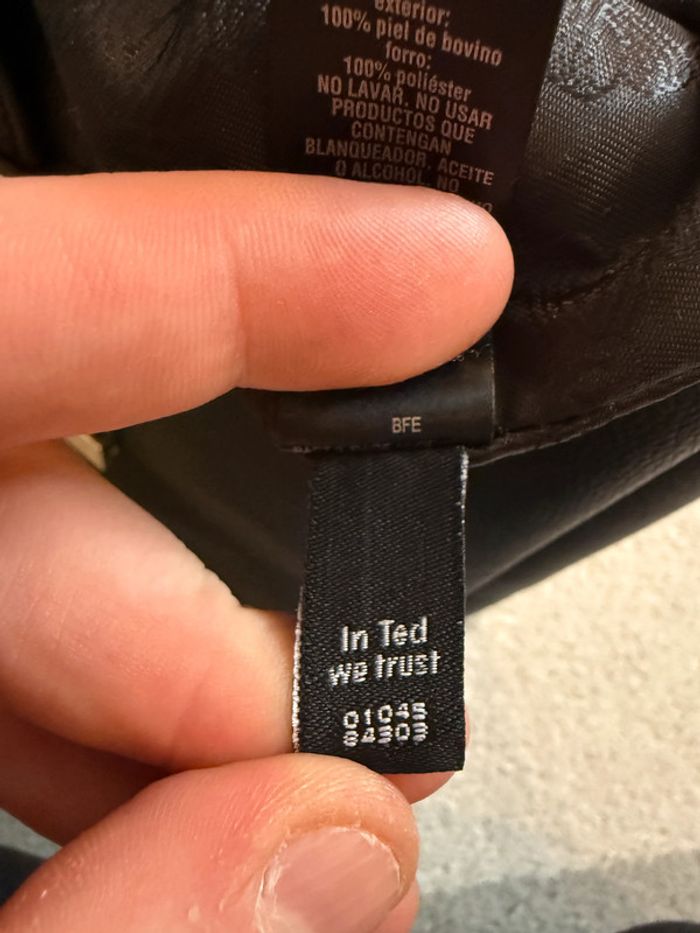 exterior:
100% piel de bovino
forro:
100% poliéster
NO LAVAR. NO USAR
PRODUCTOS QUE
CONTENGAN
BLANQUEADOR, ACEITE
O ALCOHOL. NO
BFE
In Ted
we trust
01045
84303